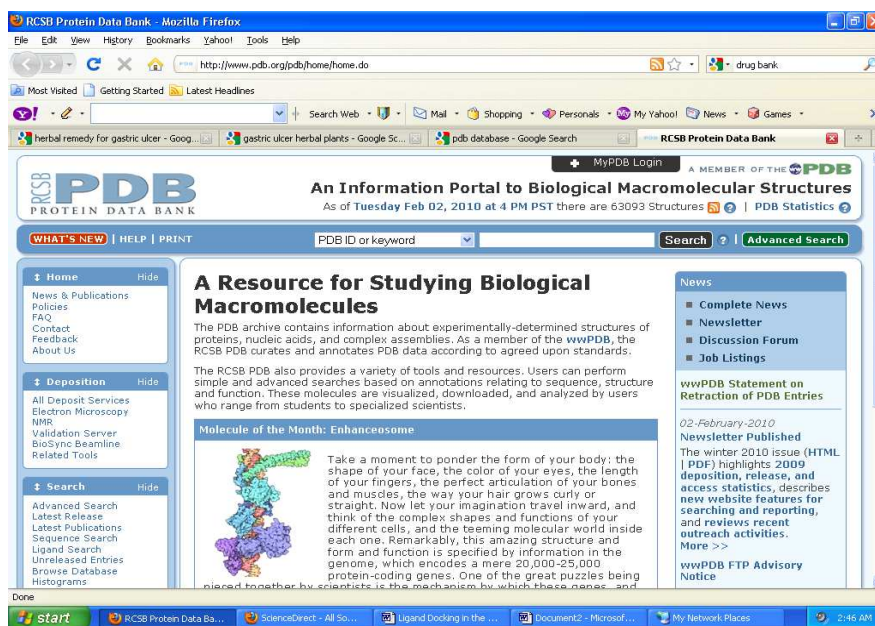 RCSB Protein Data Bank - Mozilla Firefox
File Edit View History Bookmarks Yahoo! Tools Help
http://www.pdb.org/pdb/home/home.do
drug bank
Most Visited Getting Started Latest Headlines
Y! Search Web Mail Shopping Personals My Yahoo! News Games
herbal remedy for gastric ulcer - Goog...
gastric ulcer herbal plants - Google Sc...
pdb database - Google Search
RCSB Protein Data Bank
MyPDB Login
A MEMBER OF THE PDB
RCSB PDB
PROTEIN DATA BANK
An Information Portal to Biological Macromolecular Structures
As of Tuesday Feb 02, 2010 at 4 PM PST there are 63093 Structures ? | PDB Statistics ?
WHAT'S NEW | HELP | PRINT
PDB ID or keyword
Search ? | Advanced Search
Home Hide
News & Publications
Policies
FAQ
Contact
Feedback
About Us
Deposition Hide
All Deposit Services
Electron Microscopy
NMR
Validation Server
BioSync Beamline
Related Tools
Search Hide
Advanced Search
Latest Release
Latest Publications
Sequence Search
Ligand Search
Unreleased Entries
Browse Database
Histograms
A Resource for Studying Biological
Macromolecules
The PDB archive contains information about experimentally-determined structures of
proteins, nucleic acids, and complex assemblies. As a member of the wwPDB, the
RCSB PDB curates and annotates PDB data according to agreed upon standards.
The RCSB PDB also provides a variety of tools and resources. Users can perform
simple and advanced searches based on annotations relating to sequence, structure
and function. These molecules are visualized, downloaded, and analyzed by users
who range from students to specialized scientists.
Molecule of the Month: Enhanceosome
Take a moment to ponder the form of your body: the
shape of your face, the color of your eyes, the length
of your fingers, the perfect articulation of your bones
and muscles, the way your hair grows curly or
straight. Now let your imagination travel inward, and
think of the complex shapes and functions of your
different cells, and the teeming molecular world inside
each one. Remarkably, this amazing structure and
form and function is specified by information in the
genome, which encodes a mere 20,000-25,000
protein-coding genes. One of the great puzzles being
pieced together by scientists is the mechanism by which these genes, and
News
Complete News
Newsletter
Discussion Forum
Job Listings
wwPDB Statement on
Retraction of PDB Entries
02-February-2010
Newsletter Published
The winter 2010 issue (HTML
| PDF) highlights 2009
deposition, release, and
access statistics, describes
new website features for
searching and reporting,
and reviews recent
outreach activities.
More >>
wwPDB FTP Advisory
Notice
Done
start
RCSB Protein Data Ba...
ScienceDirect - All So...
Ligand Docking in the ...
Document2 - Microsof...
My Network Places
2:46 AM